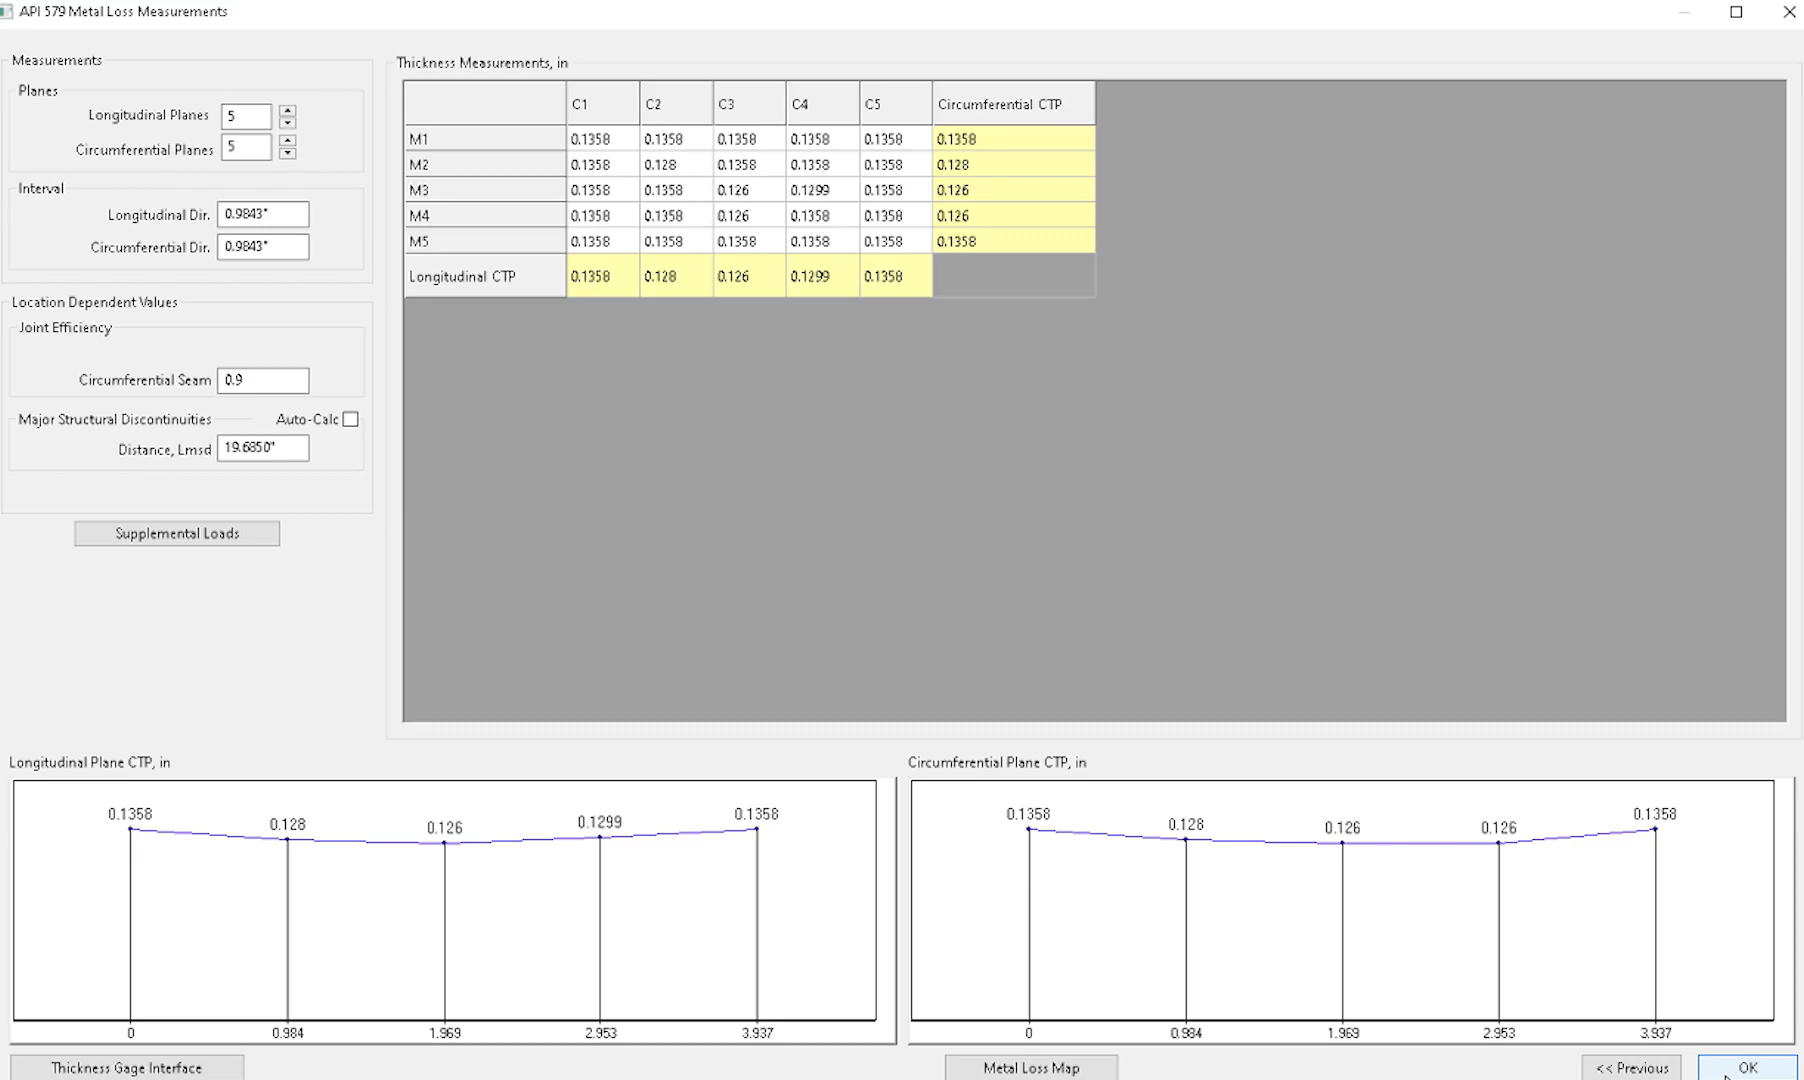 API 579 Metal Loss Measurements
Measurements
Planes
Longitudinal Planes 5
Circumferential Planes 5
Interval
Longitudinal Dir. 0.9843"
Circumferential Dir. 0.9843"
Location Dependent Values
Joint Efficiency
Circumferential Seam 0.9
Major Structural Discontinuities Auto-Calc
Distance, Lmsd 19.6850"
Supplemental Loads
Thickness Measurements, in
C1 C2 C3 C4 C5 Circumferential CTP
M1 0.1358 0.1358 0.1358 0.1358 0.1358 0.1358
M2 0.1358 0.128 0.1358 0.1358 0.1358 0.128
M3 0.1358 0.1358 0.126 0.1299 0.1358 0.126
M4 0.1358 0.1358 0.126 0.1358 0.1358 0.126
M5 0.1358 0.1358 0.1358 0.1358 0.1358 0.1358
Longitudinal CTP 0.1358 0.128 0.126 0.1299 0.1358
Longitudinal Plane CTP, in
0.1358 0.128 0.126 0.1299 0.1358
0 0.984 1.969 2.953 3.937
Circumferential Plane CTP, in
0.1358 0.128 0.126 0.126 0.1358
0 0.984 1.969 2.953 3.937
Thickness Gage Interface
Metal Loss Map
<< Previous
OK